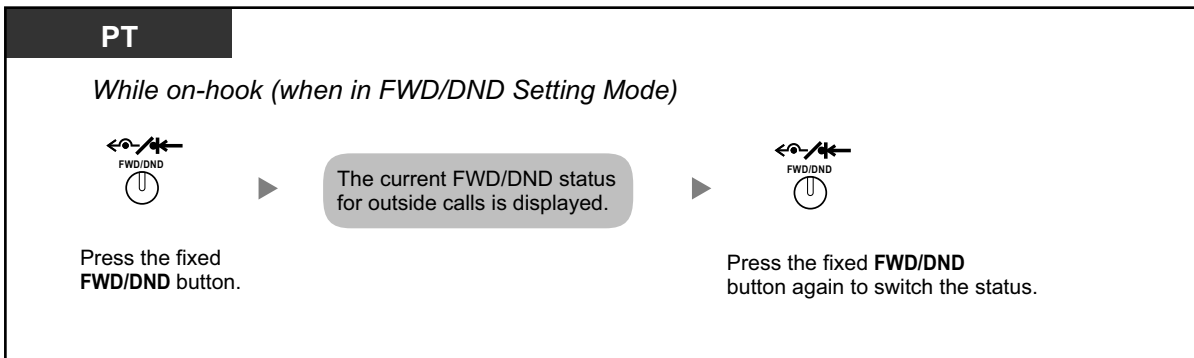 PT
While on-hook (when in FWD/DND Setting Mode)
FWD/DND
Press the fixed
FWD/DND button.
The current FWD/DND status
for outside calls is displayed.
FWD/DND
Press the fixed FWD/DND
button again to switch the status.